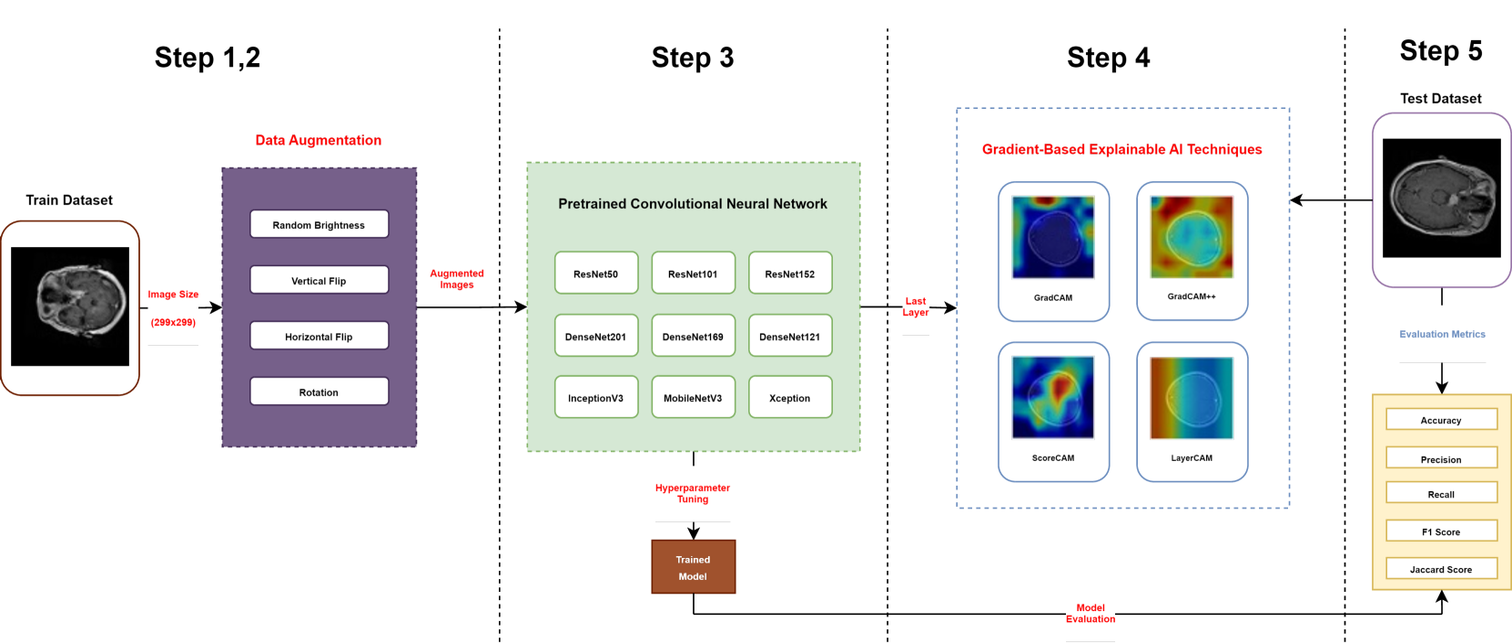 Step 1,2
Train Dataset
Image Size
(299x299)
Data Augmentation
Random Brightness
Vertical Flip
Horizontal Flip
Rotation
Augmented
Images
Step 3
Pretrained Convolutional Neural Network
ResNet50
ResNet101
ResNet152
DenseNet201
DenseNet169
DenseNet121
InceptionV3
MobileNetV3
Xception
Hyperparameter
Tuning
Trained
Model
Last
Layer
Step 4
Gradient-Based Explainable AI Techniques
GradCAM
GradCAM++
ScoreCAM
LayerCAM
Model
Evaluation
Step 5
Test Dataset
Evaluation Metrics
Accuracy
Precision
Recall
F1 Score
Jaccard Score